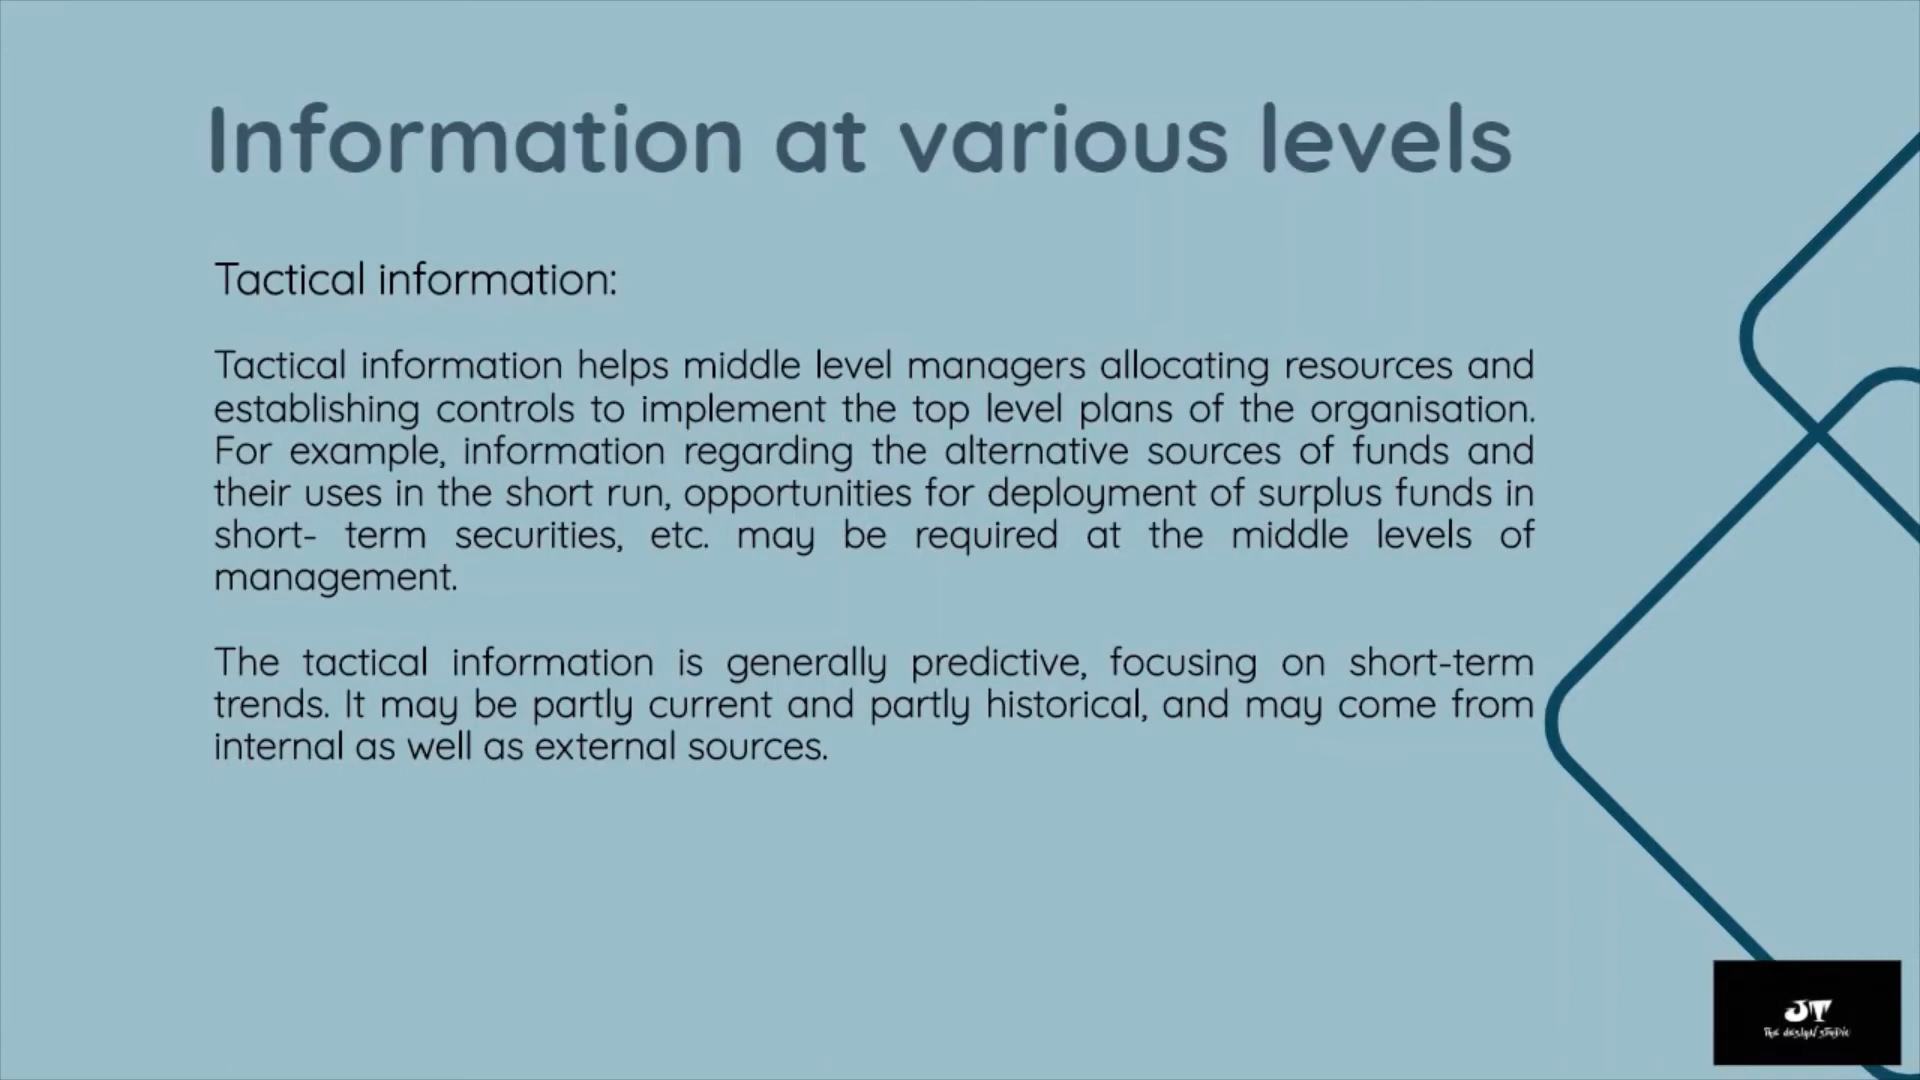 Information at various levels
Tactical information:
Tactical information helps middle level managers allocating resources and
establishing controls to implement the top level plans of the organisation.
For example, information regarding the alternative sources of funds and
their uses in the short run, opportunities for deployment of surplus funds in
short- term securities, etc. may be required at the middle levels of
management.
The tactical information is generally predictive, focusing on short-term
trends. It may be partly current and partly historical, and may come from
internal as well as external sources.
JT
The design studio